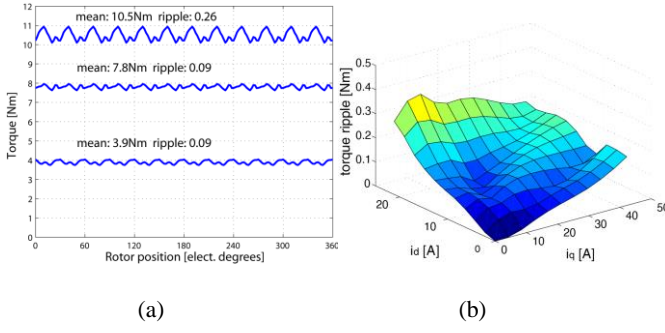 mean: 10.5Nm ripple: 0.26
mean: 7.8Nm ripple: 0.09
mean: 3.9Nm ripple: 0.09
Torque [Nm]
13
12
11
10
9
8
7
6
5
4
3
2
1
0
0 60 120 180 240 300 360
Rotor position [elect. degrees]
(a)
torque ripple [Nm]
0.5
0.4
0.3
0.2
0.1
0
20
10
0
i_d [A]
0
10
20
30
40
50
i_q [A]
(b)